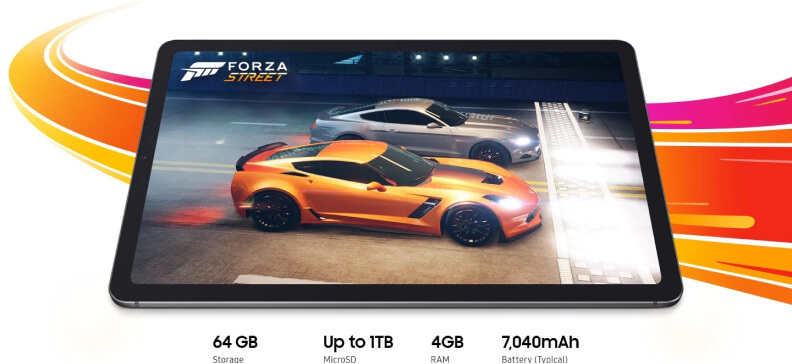 FORZA
STREET
64 GB
Storage
Up to 1TB
MicroSD
4GB
RAM
7,040mAh
Battery (Typical)